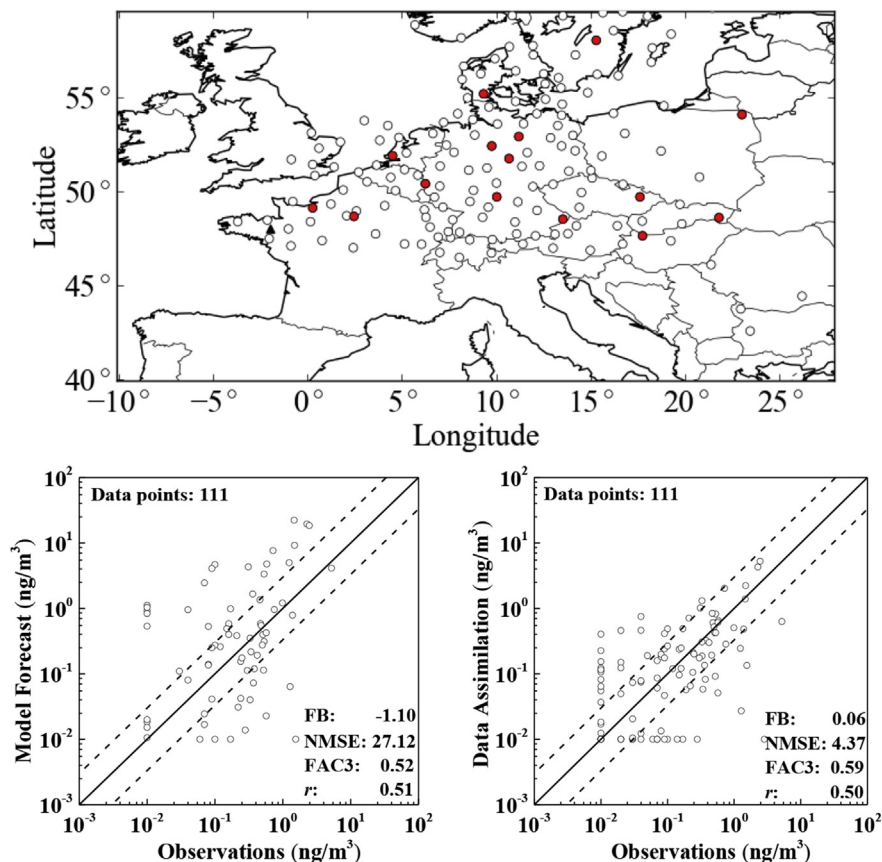 55°
50°
45°
40°
Latitude
−10° −5° 0° 5° 10° 15° 20° 25°
Longitude
10²
10¹
10⁰
10⁻¹
10⁻²
10⁻³
Model Forecast (ng/m³)
Data points: 111
FB: -1.10
NMSE: 27.12
FAC3: 0.52
r: 0.51
10⁻³ 10⁻² 10⁻¹ 10⁰ 10¹ 10²
Observations (ng/m³)
10²
10¹
10⁰
10⁻¹
10⁻²
10⁻³
Data Assimilation (ng/m³)
Data points: 111
FB: 0.06
NMSE: 4.37
FAC3: 0.59
r: 0.50
10⁻³ 10⁻² 10⁻¹ 10⁰ 10¹ 10²
Observations (ng/m³)